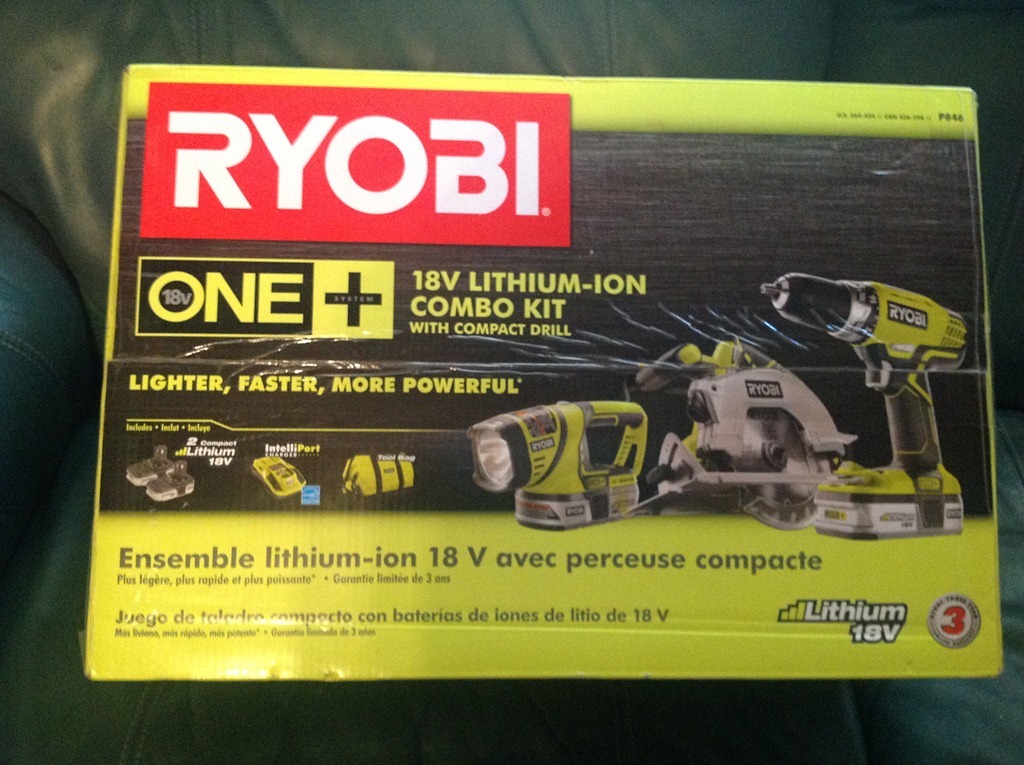 RYOBI
P846
18V
ONE+
SYSTEM
18V LITHIUM-ION
COMBO KIT
WITH COMPACT DRILL
LIGHTER, FASTER, MORE POWERFUL*
Includes • Inclut • Incluye
2 Compact
Lithium
18V
IntelliPort
CHARGER
Tool Bag
RYOBI
RYOBI
RYOBI
Ensemble lithium-ion 18 V avec perceuse compacte
Plus légère, plus rapide et plus puissante* • Garantie limitée de 3 ans
Juego de taladro compacto con baterías de iones de litio de 18 V
Más liviano, más rápido, más potente* • Garantía limitada de 3 años
Lithium
18V
3